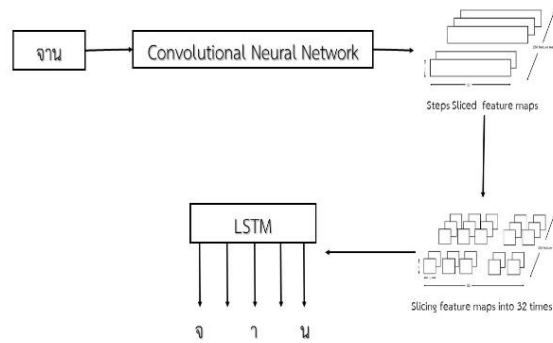 จาน
Convolutional Neural Network
Steps Sliced feature maps
Slicing feature maps into 32 times
LSTM
จ า น